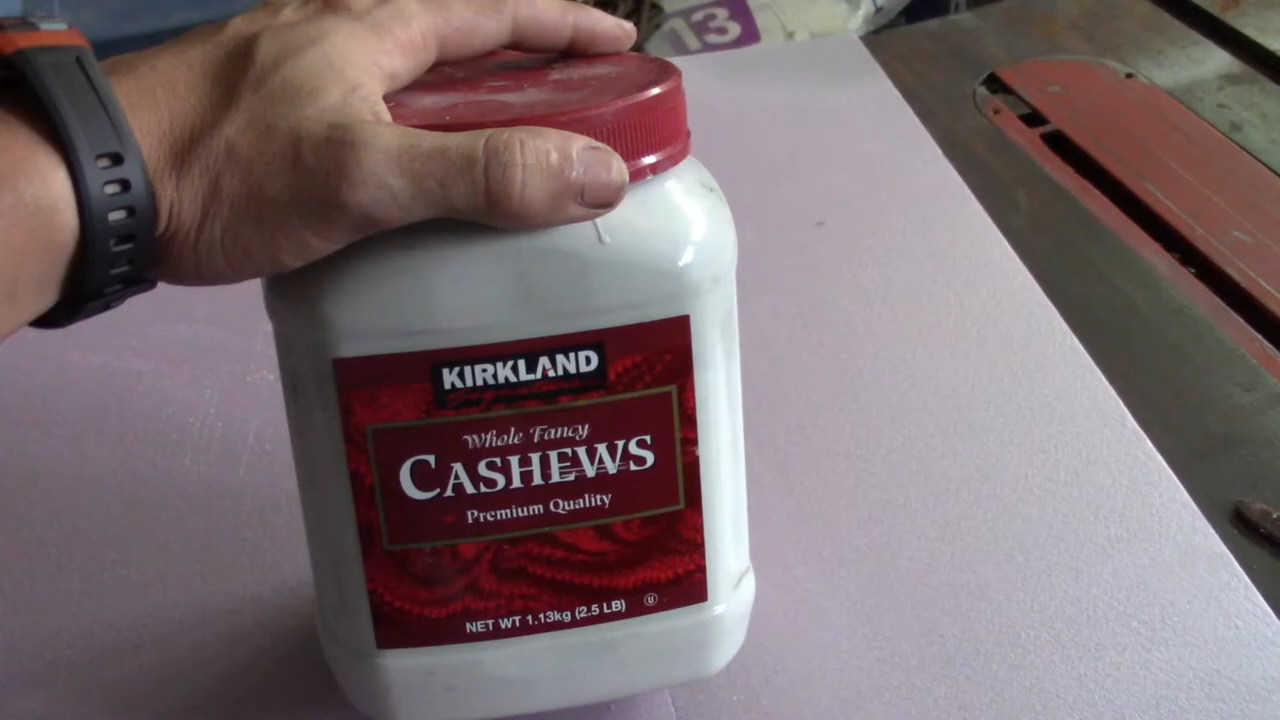 13
KIRKLAND
Whole Fancy
CASHEWS
Premium Quality
NET WT 1.13kg (2.5 LB) U